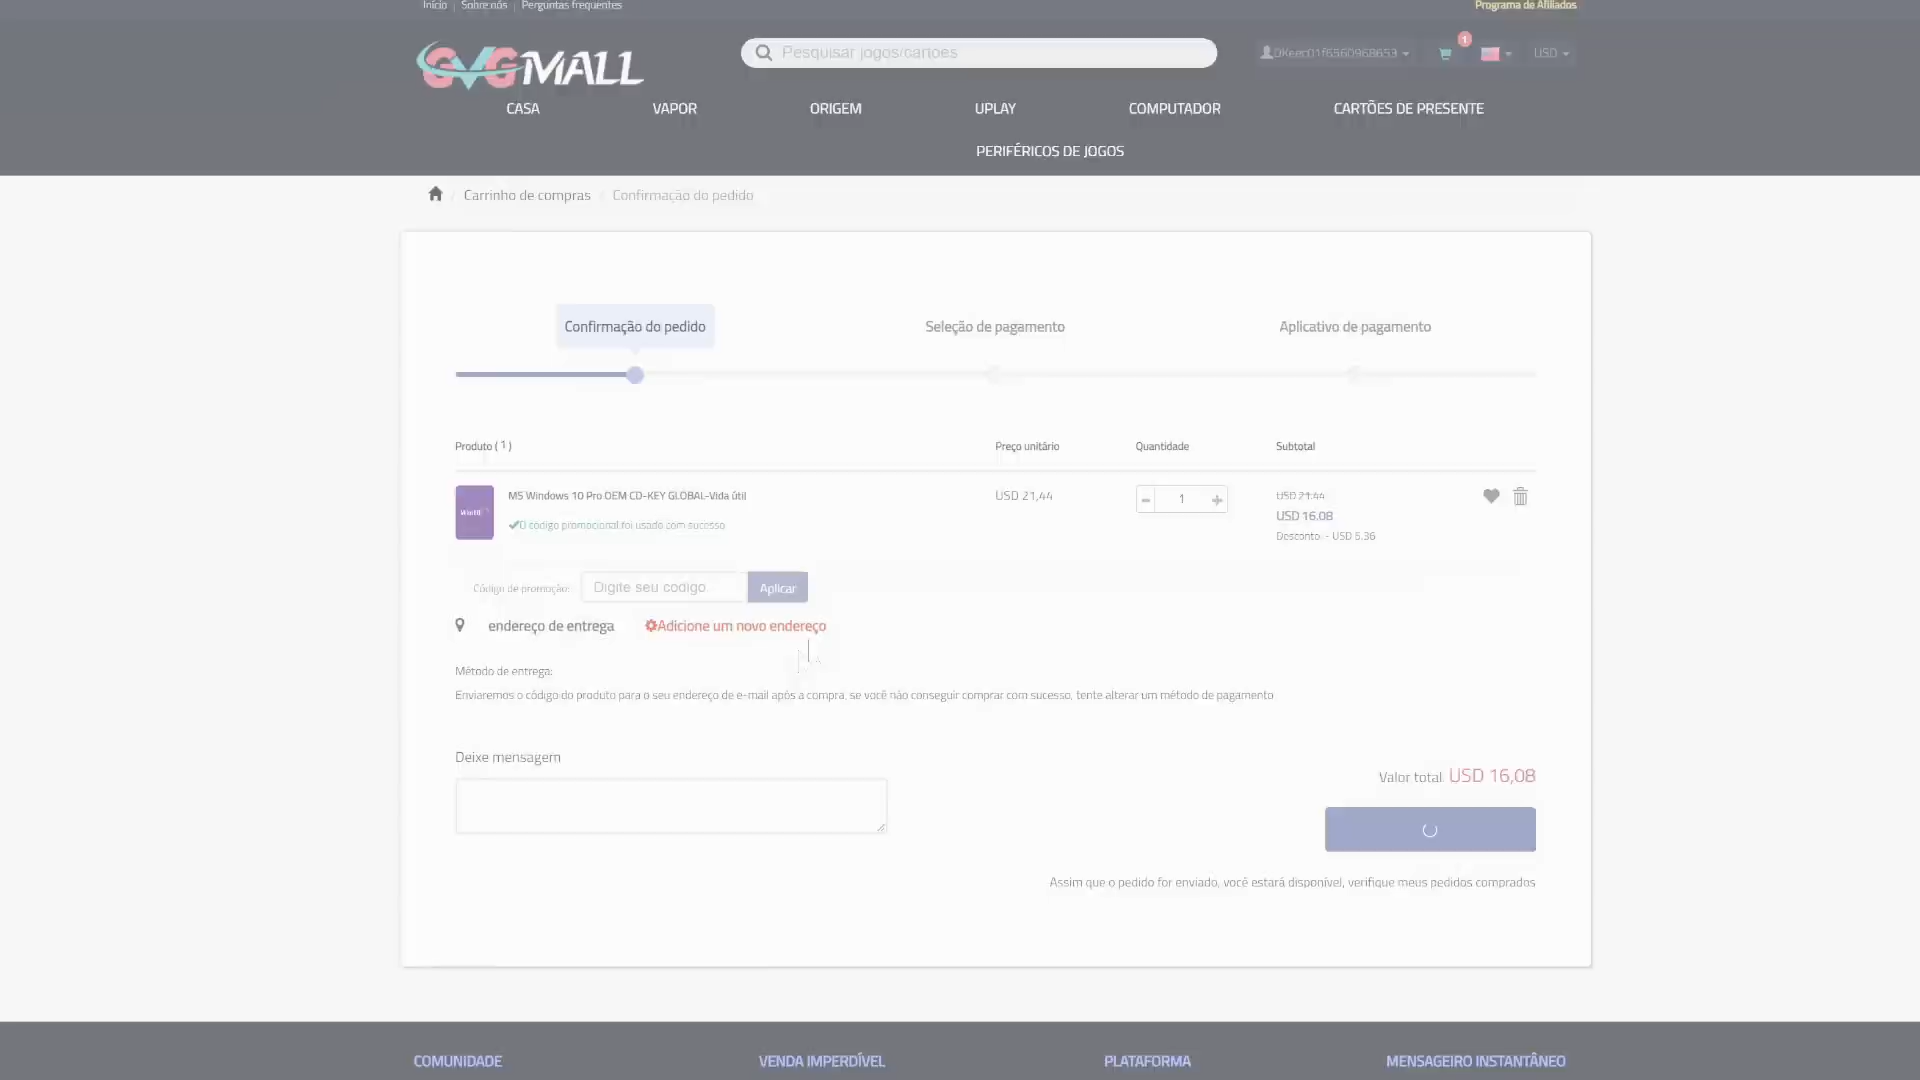 Início | Sobre nós | Perguntas frequentes
Programa de Afiliados
GVGMALL
Pesquisar jogos/cartões
1
USD
CASA
VAPOR
ORIGEM
UPLAY
COMPUTADOR
CARTÕES DE PRESENTE
PERIFÉRICOS DE JOGOS
Carrinho de compras / Confirmação do pedido
Confirmação do pedido
Seleção de pagamento
Aplicativo de pagamento
Produto ( 1 )
Preço unitário
Quantidade
Subtotal
MS Windows 10 Pro OEM CD-KEY GLOBAL-Vida útil
USD 21,44
1
USD 21.44
USD 16.08
Desconto: - USD 5.36
O código promocional foi usado com sucesso
Código de promoção:
Digite seu codigo
Aplicar
endereço de entrega
Adicione um novo endereço
Método de entrega:
Enviaremos o código do produto para o seu endereço de e-mail após a compra, se você não conseguir comprar com sucesso, tente alterar um método de pagamento
Deixe mensagem
Valor total: USD 16,08
Assim que o pedido for enviado, você estará disponível, verifique meus pedidos comprados
COMUNIDADE
VENDA IMPERDÍVEL
PLATAFORMA
MENSAGEIRO INSTANTÂNEO